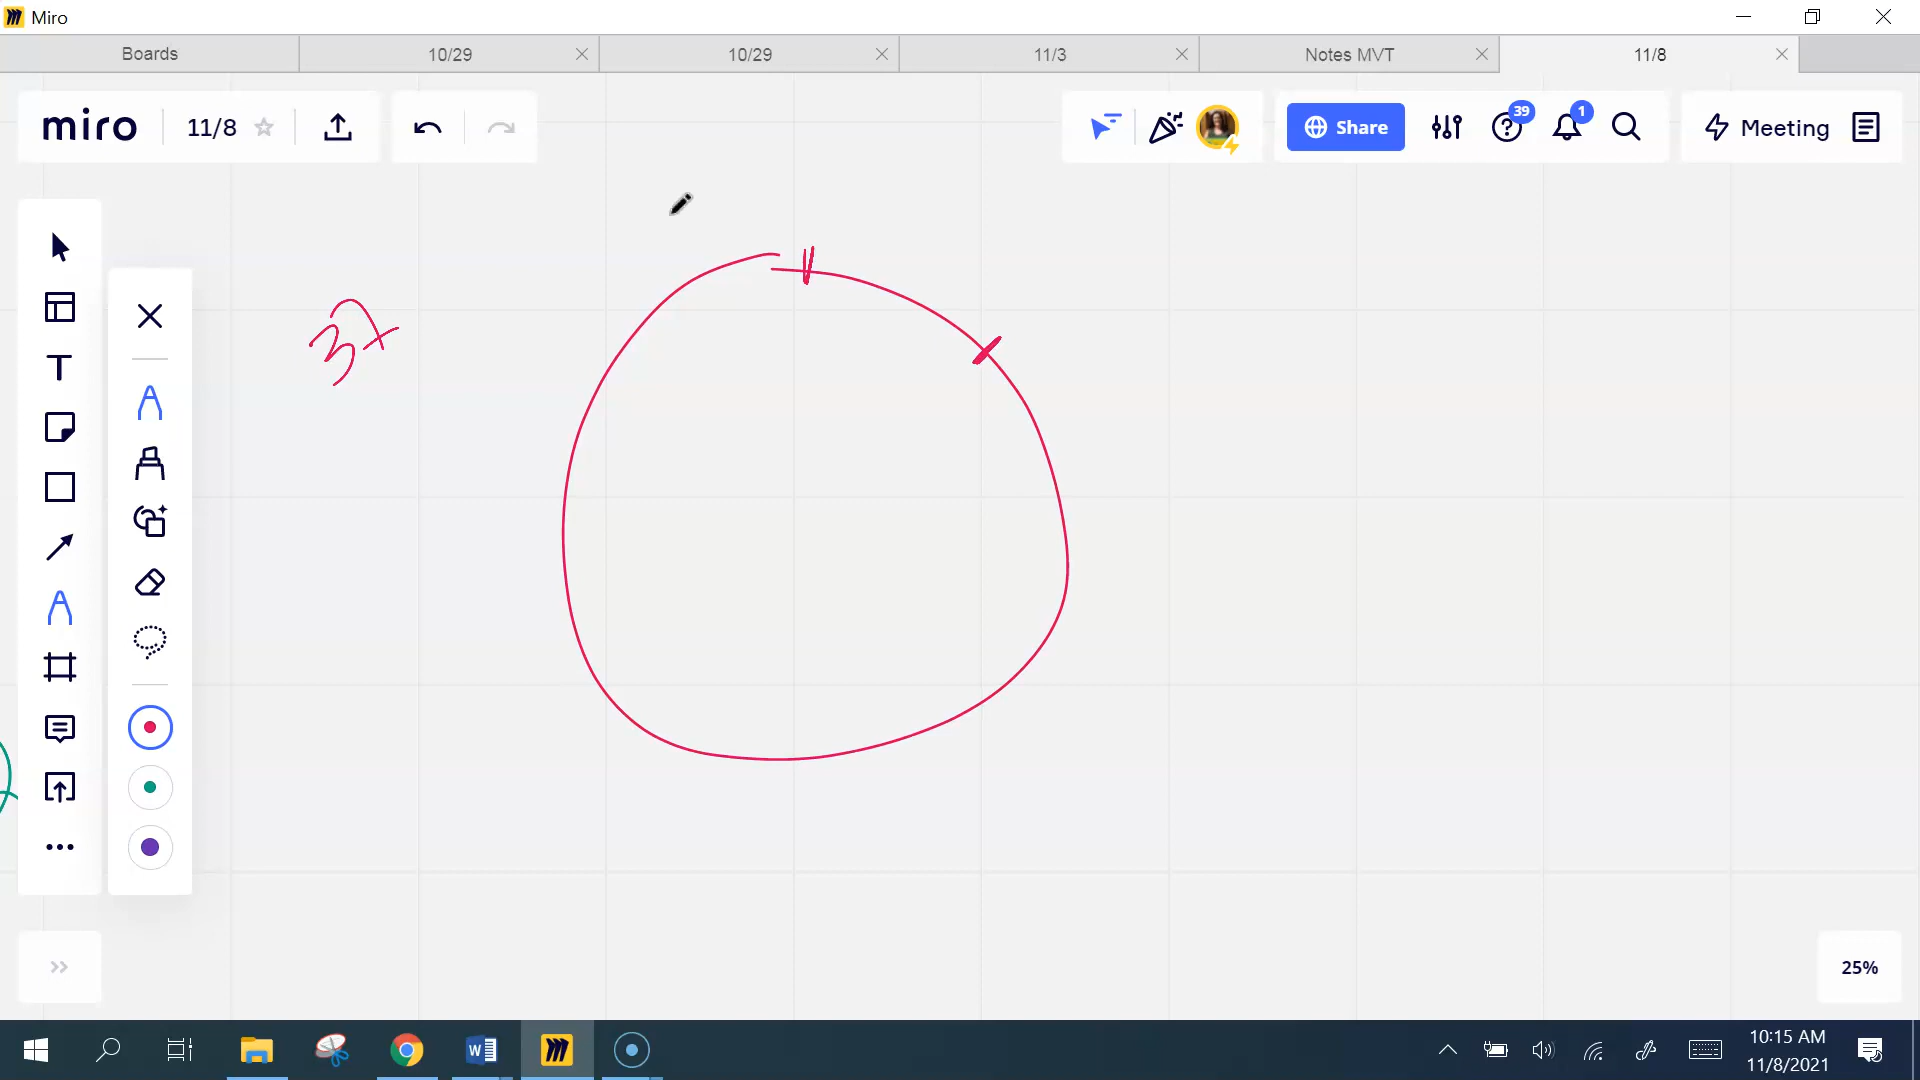 Miro
Boards 10/29 10/29 11/3 Notes MVT 11/8
miro 11/8 Share 39 1 Meeting
37
T
25%
10:15 AM
11/8/2021